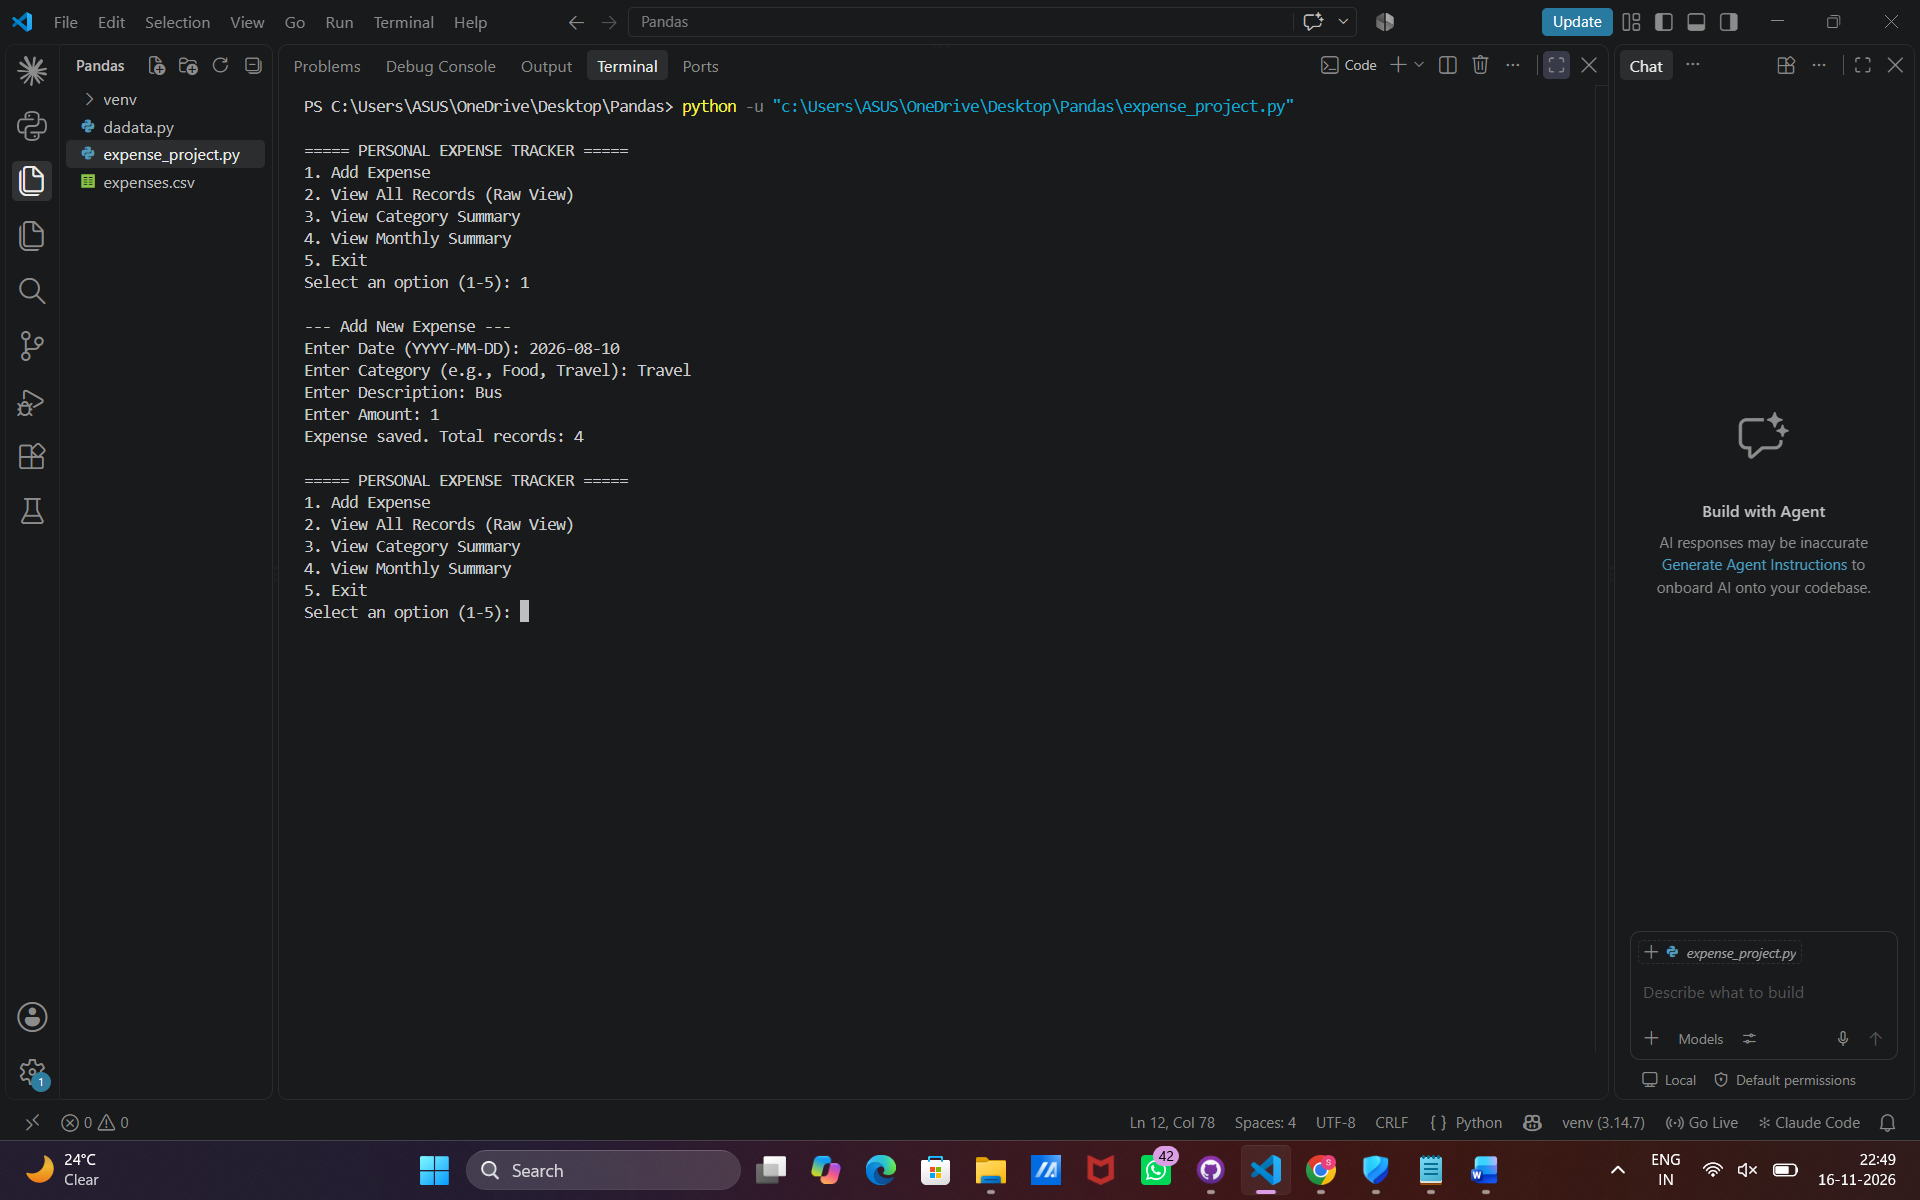 File Edit Selection View Go Run Terminal Help
Pandas
Update
Pandas
venv
dadata.py
expense_project.py
expenses.csv
Problems Debug Console Output Terminal Ports
Code
PS C:\Users\ASUS\OneDrive\Desktop\Pandas> python -u "c:\Users\ASUS\OneDrive\Desktop\Pandas\expense_project.py"
===== PERSONAL EXPENSE TRACKER =====
1. Add Expense
2. View All Records (Raw View)
3. View Category Summary
4. View Monthly Summary
5. Exit
Select an option (1-5): 1
--- Add New Expense ---
Enter Date (YYYY-MM-DD): 2026-08-10
Enter Category (e.g., Food, Travel): Travel
Enter Description: Bus
Enter Amount: 1
Expense saved. Total records: 4
===== PERSONAL EXPENSE TRACKER =====
1. Add Expense
2. View All Records (Raw View)
3. View Category Summary
4. View Monthly Summary
5. Exit
Select an option (1-5):
Chat
Build with Agent
AI responses may be inaccurate
Generate Agent Instructions to
onboard AI onto your codebase.
expense_project.py
Describe what to build
Models
Local Default permissions
1
0 0
Ln 12, Col 78 Spaces: 4 UTF-8 CRLF { } Python venv (3.14.7) Go Live Claude Code
24°C
Clear
Search
42
S
W
ENG
IN
22:49
16-11-2026